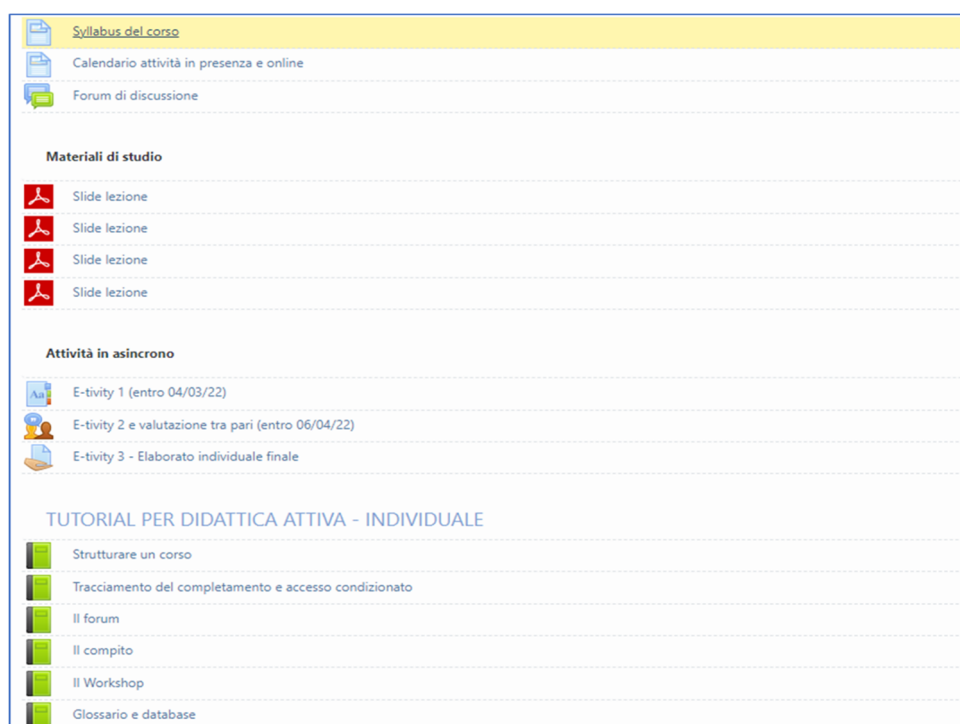 Syllabus del corso
Calendario attività in presenza e online
Forum di discussione
Materiali di studio
Slide lezione
Slide lezione
Slide lezione
Slide lezione
Attività in asincrono
Aa
E-tivity 1 (entro 04/03/22)
E-tivity 2 e valutazione tra pari (entro 06/04/22)
E-tivity 3 - Elaborato individuale finale
TUTORIAL PER DIDATTICA ATTIVA - INDIVIDUALE
Strutturare un corso
Tracciamento del completamento e accesso condizionato
Il forum
Il compito
Il Workshop
Glossario e database